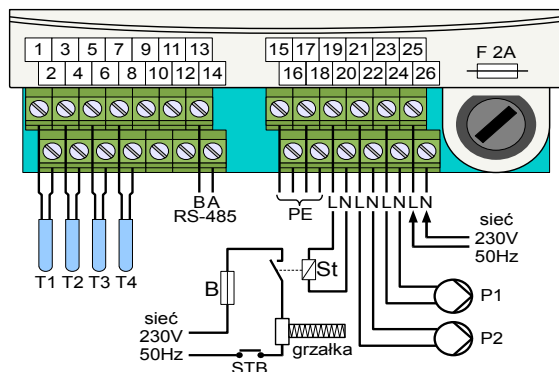 1 3 5 7 9 11 13
2 4 6 8 10 12 14
15 17 19 21 23 25
16 18 20 22 24 26
F 2A
B A
RS-485
PE
L N L N L N L N
sieć
230V
50Hz
T1 T2 T3 T4
B
St
P1
P2
sieć
230V
50Hz
grzałka
STB